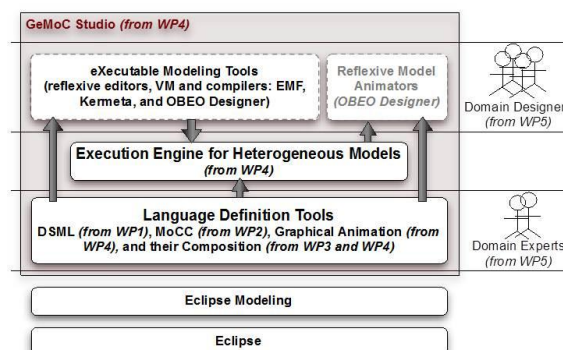 GeMoC Studio (from WP4)
eXecutable Modeling Tools
(reflexive editors, VM and compilers: EMF,
Kermeta, and OBEO Designer)
Reflexive Model
Animators
(OBEO Designer)
Domain Designer
(from WP5)
Execution Engine for Heterogeneous Models
(from WP4)
Language Definition Tools
DSML (from WP1), MoCC (from WP2), Graphical Animation (from
WP4), and their Composition (from WP3 and WP4)
Domain Experts
(from WP5)
Eclipse Modeling
Eclipse